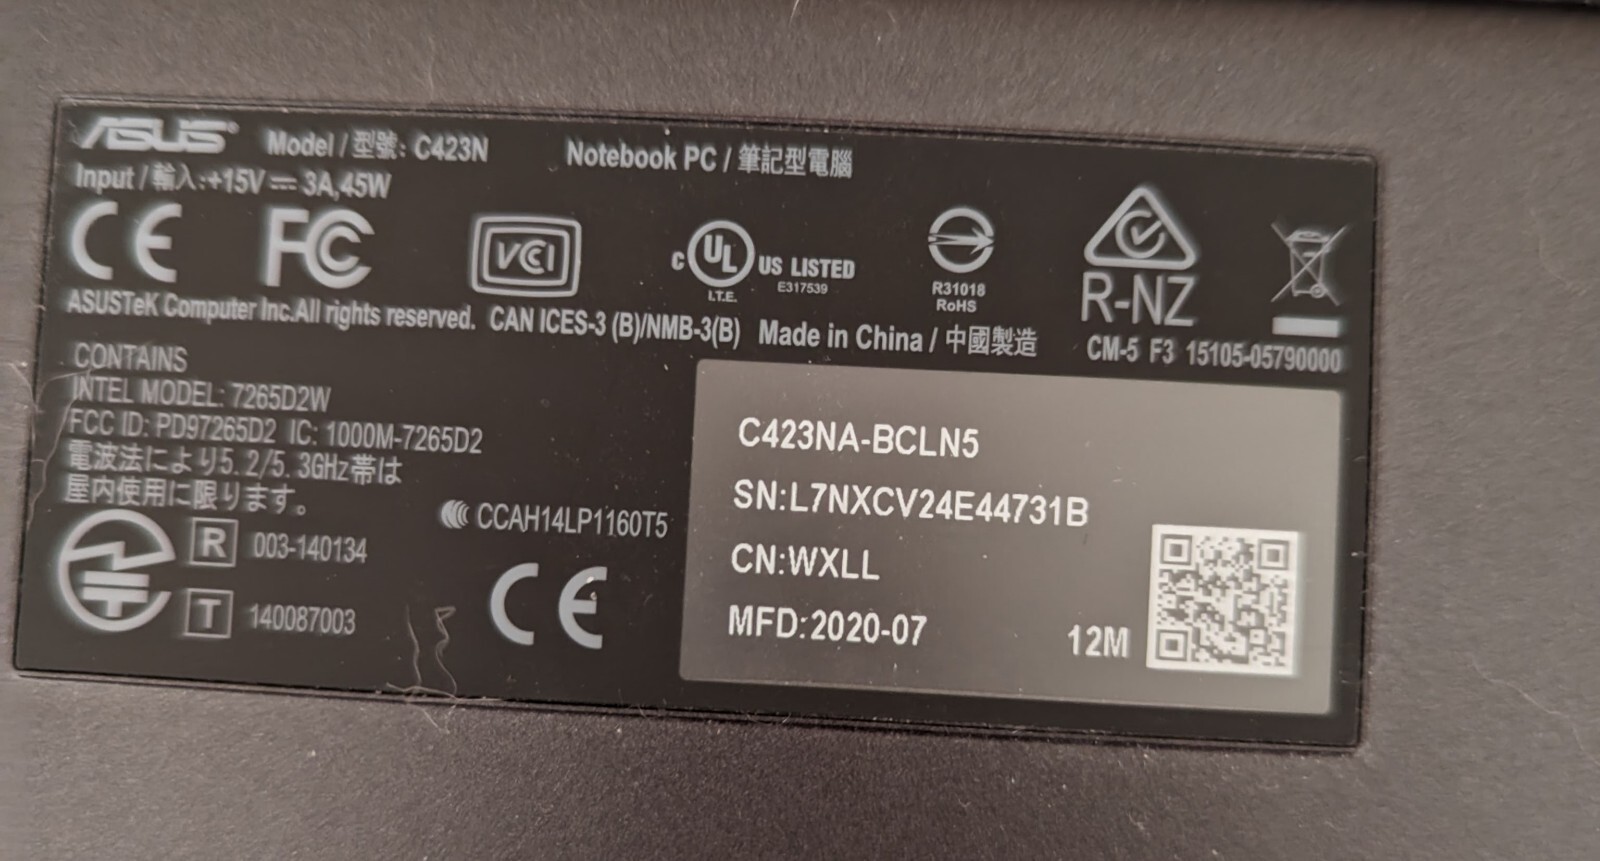 ASUS Model / 型號: C423N Notebook PC / 筆記型電腦
Input / 輸入:+15V ⎓ 3A,45W
CE FC VCI C UL US LISTED
I.T.E. E317539
R31018
RoHS
R-NZ
ASUSTeK Computer Inc.All rights reserved. CAN ICES-3 (B)/NMB-3(B) Made in China / 中國製造 CM-5 F3 15105-05790000
CONTAINS
INTEL MODEL: 7265D2W
FCC ID: PD97265D2 IC: 1000M-7265D2
電波法により5.2/5.3GHz帯は
屋内使用に限ります。
R 003-140134
T 140087003
CCAH14LP1160T5
CE
C423NA-BCLN5
SN:L7NXCV24E44731B
CN:WXLL
MFD:2020-07 12M